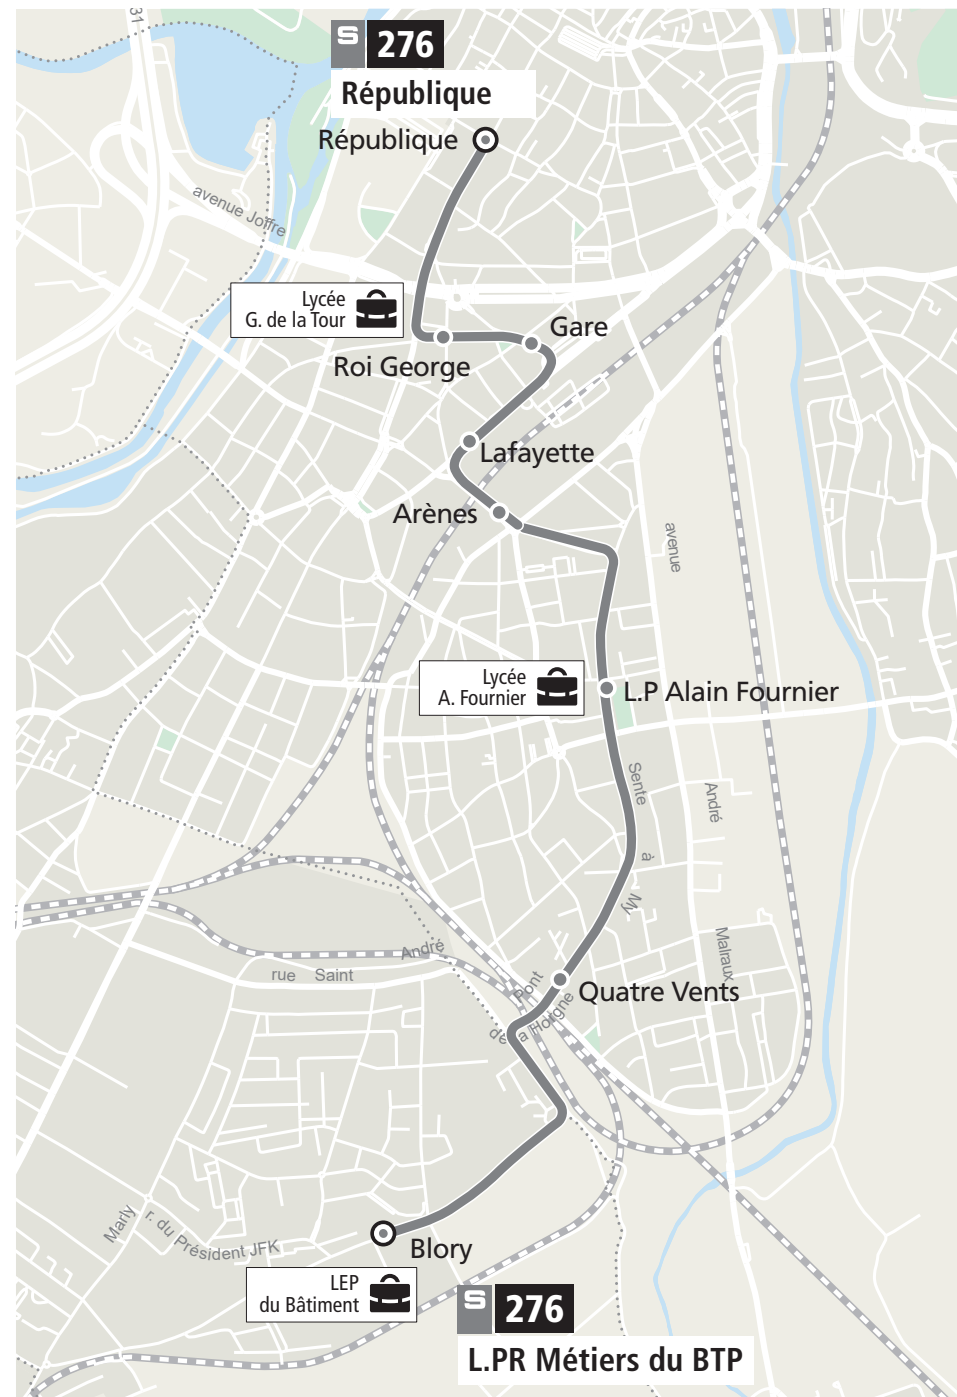 31
S 276
République
République
avenue Joffre
Lycée
G. de la Tour
Gare
Roi George
Lafayette
Arènes
avenue
Lycée
A. Fournier
L.P Alain Fournier
Sente
à
My
André
Malraux
rue Saint André
Pont
de la Horgne
Quatre Vents
Marly
r. du Président JFK
Blory
LEP
du Bâtiment
S 276
L.PR Métiers du BTP